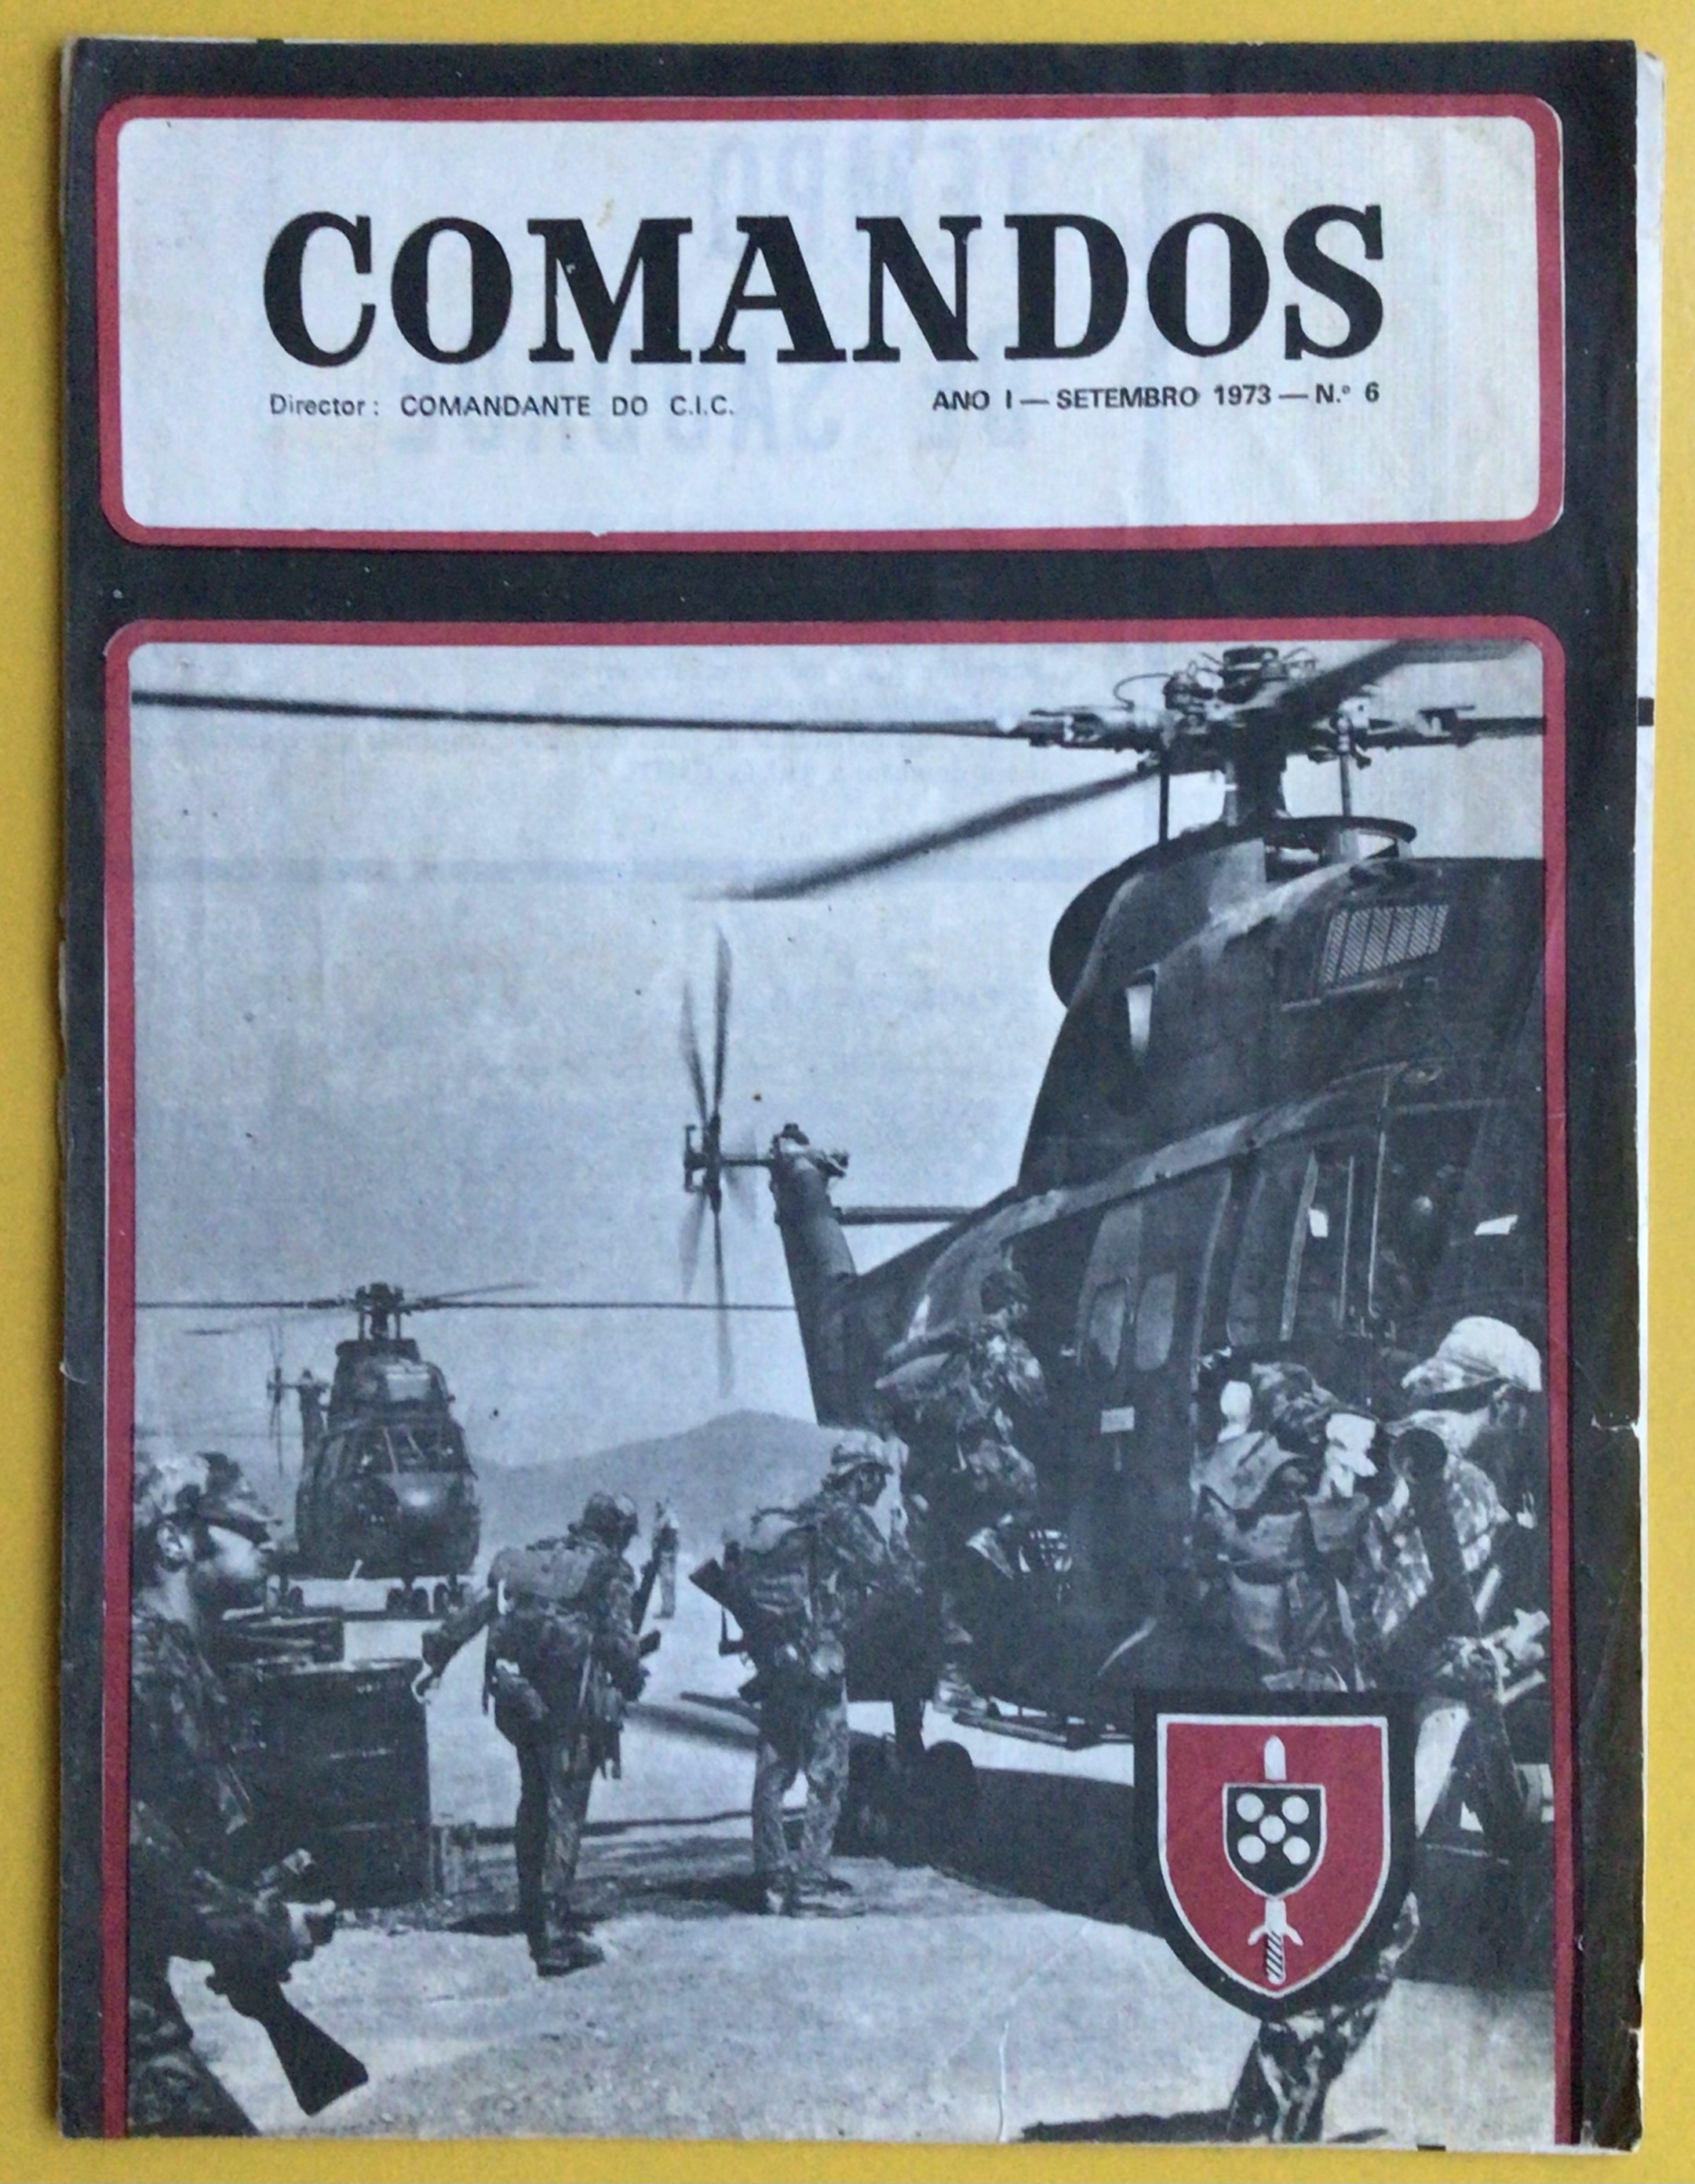 COMANDOS
Director: COMANDANTE DO C.I.C.
ANO I — SETEMBRO 1973 — N.º 6